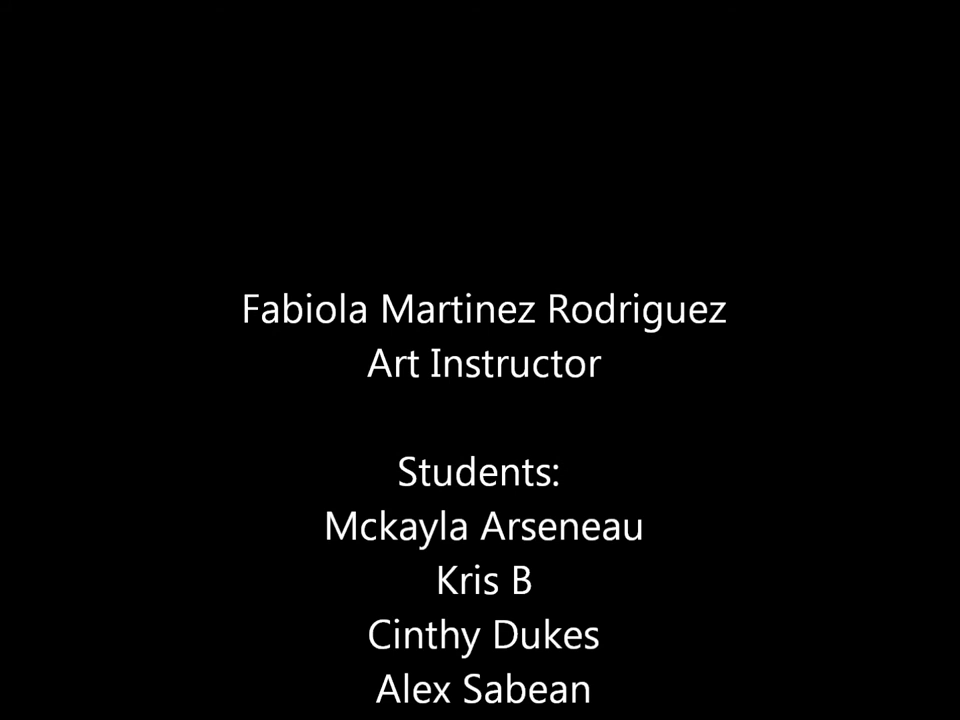 Fabiola Martinez Rodriguez
Art Instructor
Students:
Mckayla Arseneau
Kris B
Cinthy Dukes
Alex Sabean